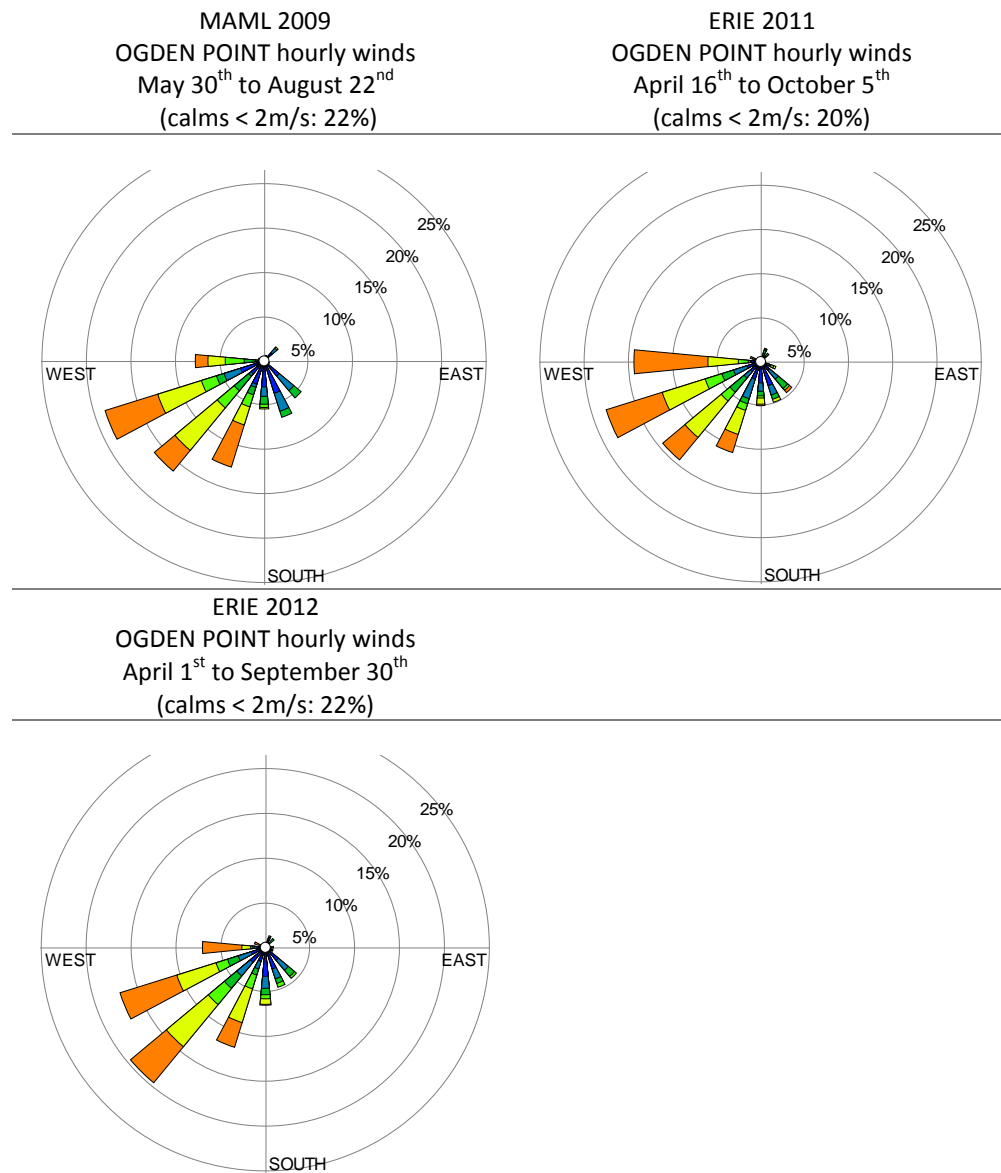 MAML 2009
OGDEN POINT hourly winds
May 30th to August 22nd
(calms < 2m/s: 22%)
ERIE 2011
OGDEN POINT hourly winds
April 16th to October 5th
(calms < 2m/s: 20%)
25%
20%
15%
10%
5%
WEST
EAST
SOUTH
25%
20%
15%
10%
5%
WEST
EAST
SOUTH
ERIE 2012
OGDEN POINT hourly winds
April 1st to September 30th
(calms < 2m/s: 22%)
25%
20%
15%
10%
5%
WEST
EAST
SOUTH